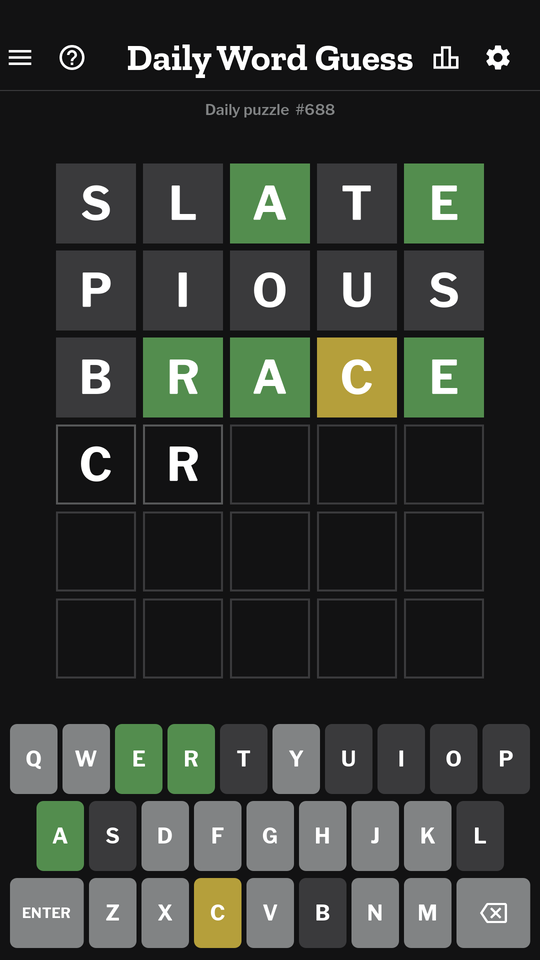 Daily Word Guess
Daily puzzle #688
S L A T E
P I O U S
B R A C E
C R
Q W E R T Y U I O P
A S D F G H J K L
ENTER Z X C V B N M